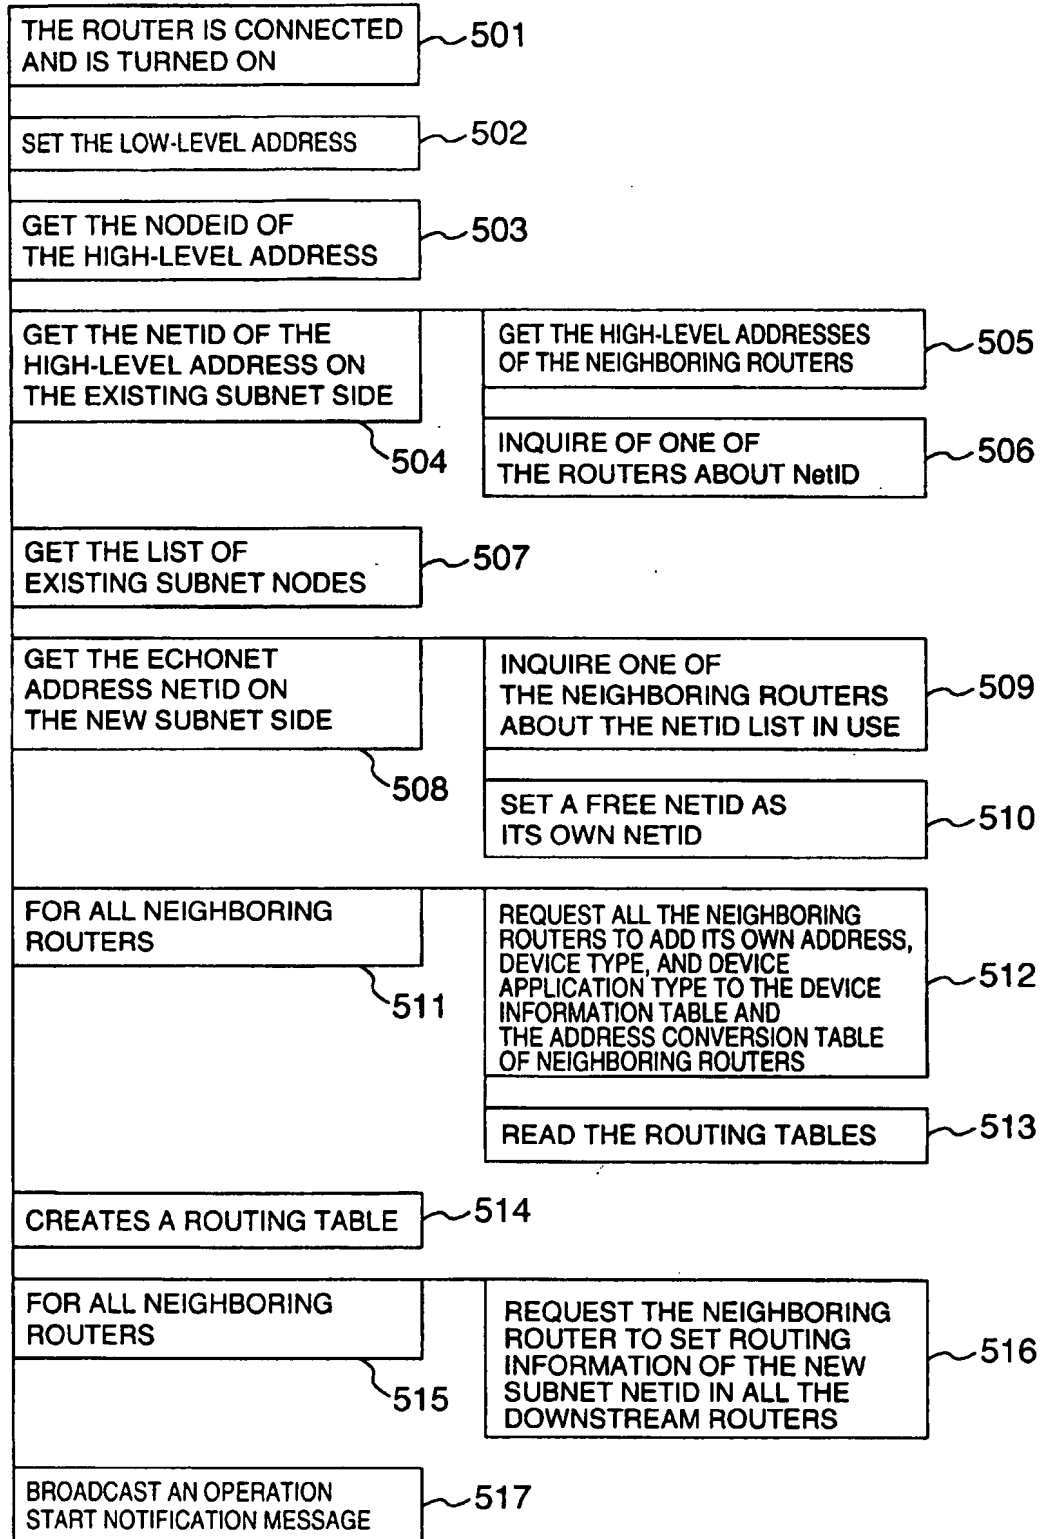 THE ROUTER IS CONNECTED
AND IS TURNED ON
501
SET THE LOW-LEVEL ADDRESS
502
GET THE NODEID OF
THE HIGH-LEVEL ADDRESS
503
GET THE NETID OF THE
HIGH-LEVEL ADDRESS ON
THE EXISTING SUBNET SIDE
504
GET THE HIGH-LEVEL ADDRESSES
OF THE NEIGHBORING ROUTERS
505
INQUIRE OF ONE OF
THE ROUTERS ABOUT NetID
506
GET THE LIST OF
EXISTING SUBNET NODES
507
GET THE ECHONET
ADDRESS NETID ON
THE NEW SUBNET SIDE
508
INQUIRE ONE OF
THE NEIGHBORING ROUTERS
ABOUT THE NETID LIST IN USE
509
SET A FREE NETID AS
ITS OWN NETID
510
FOR ALL NEIGHBORING
ROUTERS
511
REQUEST ALL THE NEIGHBORING
ROUTERS TO ADD ITS OWN ADDRESS,
DEVICE TYPE, AND DEVICE
APPLICATION TYPE TO THE DEVICE
INFORMATION TABLE AND
THE ADDRESS CONVERSION TABLE
OF NEIGHBORING ROUTERS
512
READ THE ROUTING TABLES
513
CREATES A ROUTING TABLE
514
FOR ALL NEIGHBORING
ROUTERS
515
REQUEST THE NEIGHBORING
ROUTER TO SET ROUTING
INFORMATION OF THE NEW
SUBNET NETID IN ALL THE
DOWNSTREAM ROUTERS
516
BROADCAST AN OPERATION
START NOTIFICATION MESSAGE
517